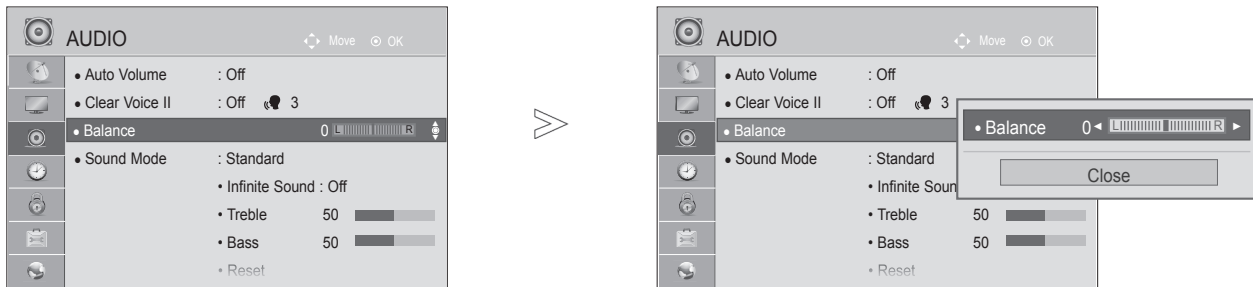 AUDIO Move OK
• Auto Volume : Off
• Clear Voice II : Off 3
• Balance 0 L R
• Sound Mode : Standard
• Infinite Sound : Off
• Treble 50
• Bass 50
• Reset
>
AUDIO Move OK
• Auto Volume : Off
• Clear Voice II : Off 3
• Balance
• Sound Mode : Standard
• Infinite Soun
• Treble 50
• Bass 50
• Reset
• Balance 0 L R
Close